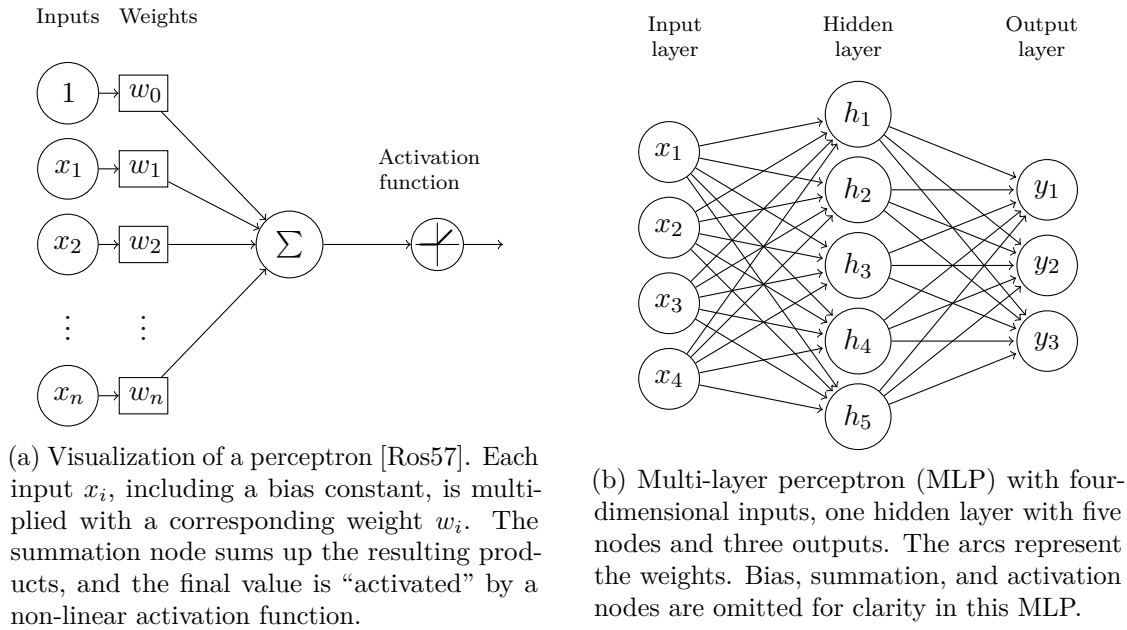 Inputs Weights
1 w0
x1 w1
x2 w2
⋮ ⋮
xn wn
∑
Activation
function
(a) Visualization of a perceptron [Ros57]. Each
input xi, including a bias constant, is multi-
plied with a corresponding weight wi. The
summation node sums up the resulting prod-
ucts, and the final value is “activated” by a
non-linear activation function.
Input
layer
Hidden
layer
Output
layer
x1
x2
x3
x4
h1
h2
h3
h4
h5
y1
y2
y3
(b) Multi-layer perceptron (MLP) with four-
dimensional inputs, one hidden layer with five
nodes and three outputs. The arcs represent
the weights. Bias, summation, and activation
nodes are omitted for clarity in this MLP.